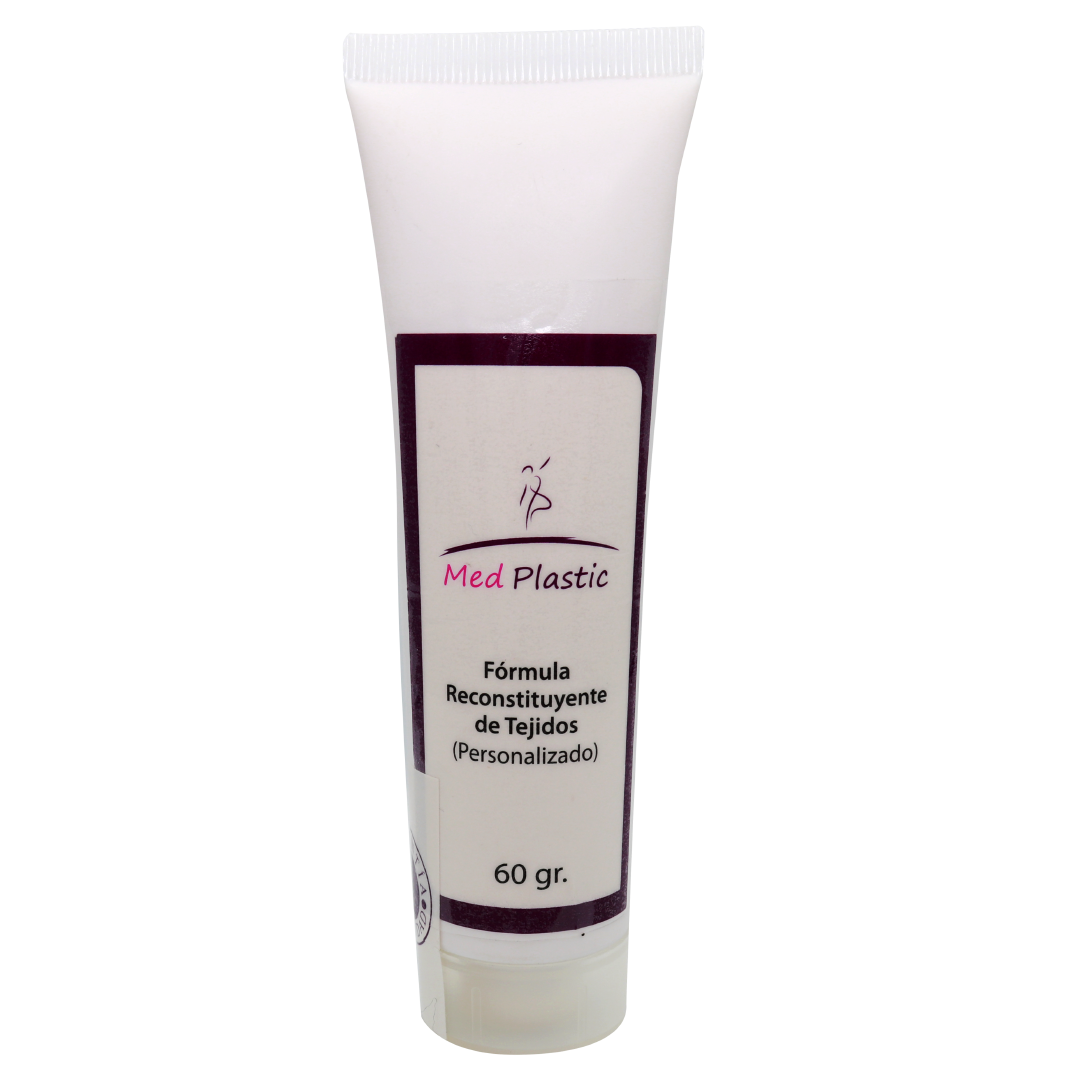 Med Plastic
Fórmula
Reconstituyente
de Tejidos
(Personalizado)
60 gr.